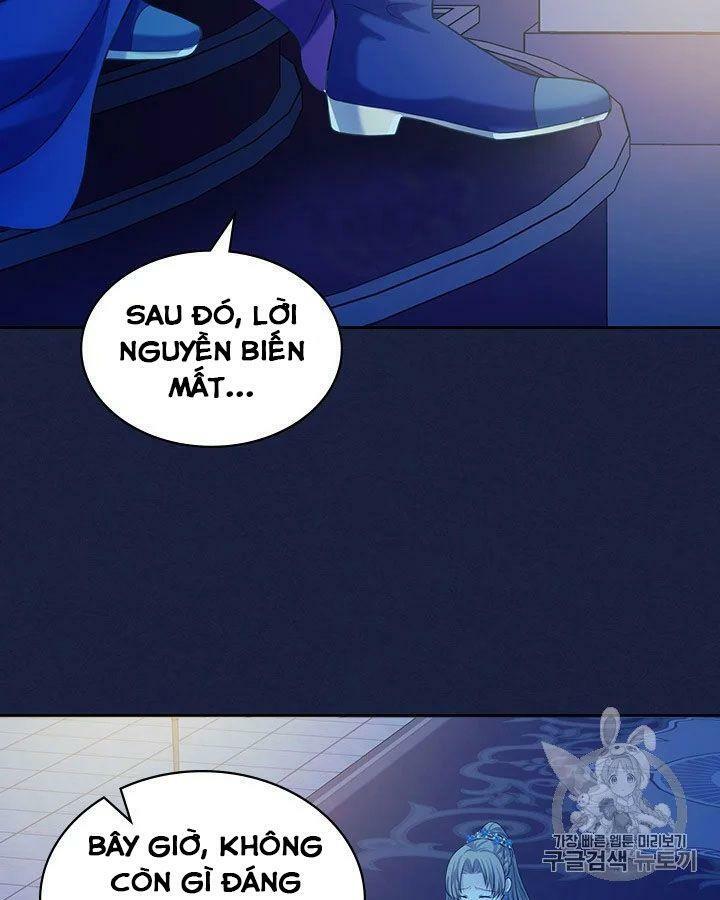 SAU ĐÓ, LỜI
NGUYỀN BIẾN
MẤT...
BÂY GIỜ, KHÔNG
CÒN GÌ ĐÁNG
가장 빠른 웹툰 미리보기
구글검색 뉴토끼